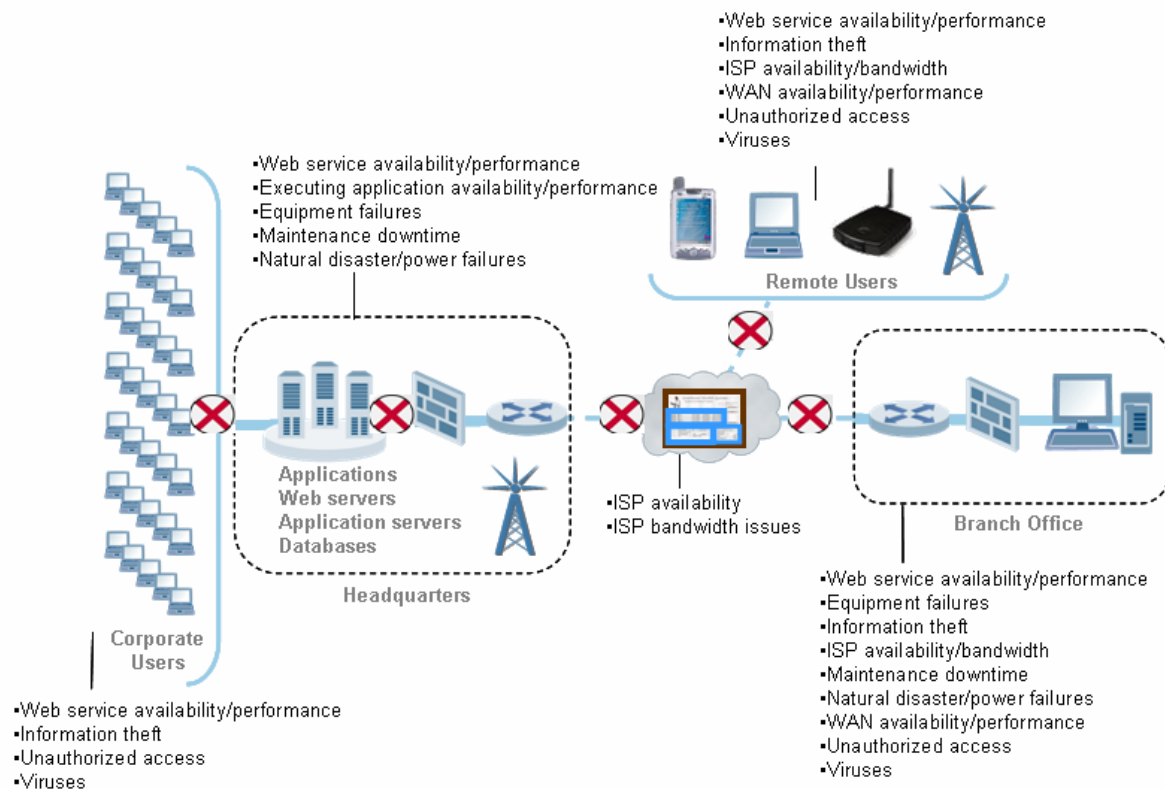 ▪Web service availability/performance
▪Information theft
▪ISP availability/bandwidth
▪WAN availability/performance
▪Unauthorized access
▪Viruses
▪Web service availability/performance
▪Executing application availability/performance
▪Equipment failures
▪Maintenance downtime
▪Natural disaster/power failures
Remote Users
Applications
Web servers
Application servers
Databases
Headquarters
▪ISP availability
▪ISP bandwidth issues
Branch Office
▪Web service availability/performance
▪Equipment failures
▪Information theft
▪ISP availability/bandwidth
▪Maintenance downtime
▪Natural disaster/power failures
▪WAN availability/performance
▪Unauthorized access
▪Viruses
Corporate
Users
▪Web service availability/performance
▪Information theft
▪Unauthorized access
▪Viruses